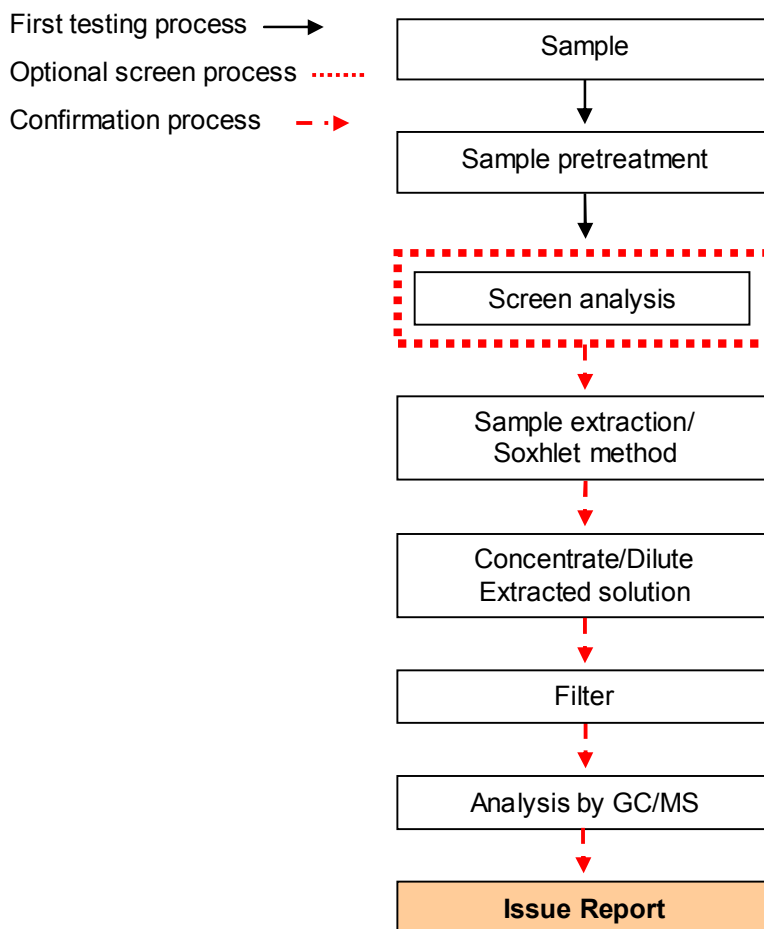 First testing process
Optional screen process
Confirmation process
Sample
Sample pretreatment
Screen analysis
Sample extraction/
Soxhlet method
Concentrate/Dilute
Extracted solution
Filter
Analysis by GC/MS
Issue Report